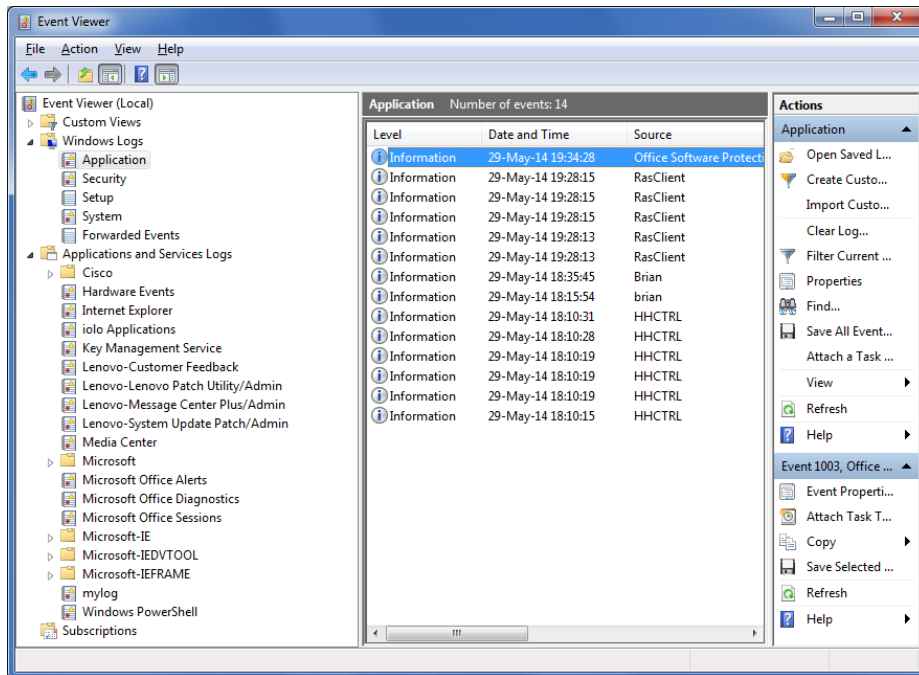 Event Viewer
File Action View Help
Event Viewer (Local)
Custom Views
Windows Logs
Application
Security
Setup
System
Forwarded Events
Applications and Services Logs
Cisco
Hardware Events
Internet Explorer
iolo Applications
Key Management Service
Lenovo-Customer Feedback
Lenovo-Lenovo Patch Utility/Admin
Lenovo-Message Center Plus/Admin
Lenovo-System Update Patch/Admin
Media Center
Microsoft
Microsoft Office Alerts
Microsoft Office Diagnostics
Microsoft Office Sessions
Microsoft-IE
Microsoft-IEDVTOOL
Microsoft-IEFRAME
mylog
Windows PowerShell
Subscriptions
Application Number of events: 14
Level Date and Time Source
Information 29-May-14 19:34:28 Office Software Protecti
Information 29-May-14 19:28:15 RasClient
Information 29-May-14 19:28:15 RasClient
Information 29-May-14 19:28:15 RasClient
Information 29-May-14 19:28:13 RasClient
Information 29-May-14 19:28:13 RasClient
Information 29-May-14 18:35:45 Brian
Information 29-May-14 18:15:54 brian
Information 29-May-14 18:10:31 HHCTRL
Information 29-May-14 18:10:28 HHCTRL
Information 29-May-14 18:10:19 HHCTRL
Information 29-May-14 18:10:19 HHCTRL
Information 29-May-14 18:10:19 HHCTRL
Information 29-May-14 18:10:15 HHCTRL
Actions
Application
Open Saved L...
Create Custo...
Import Custo...
Clear Log...
Filter Current ...
Properties
Find...
Save All Event...
Attach a Task ...
View
Refresh
Help
Event 1003, Office ...
Event Properti...
Attach Task T...
Copy
Save Selected ...
Refresh
Help